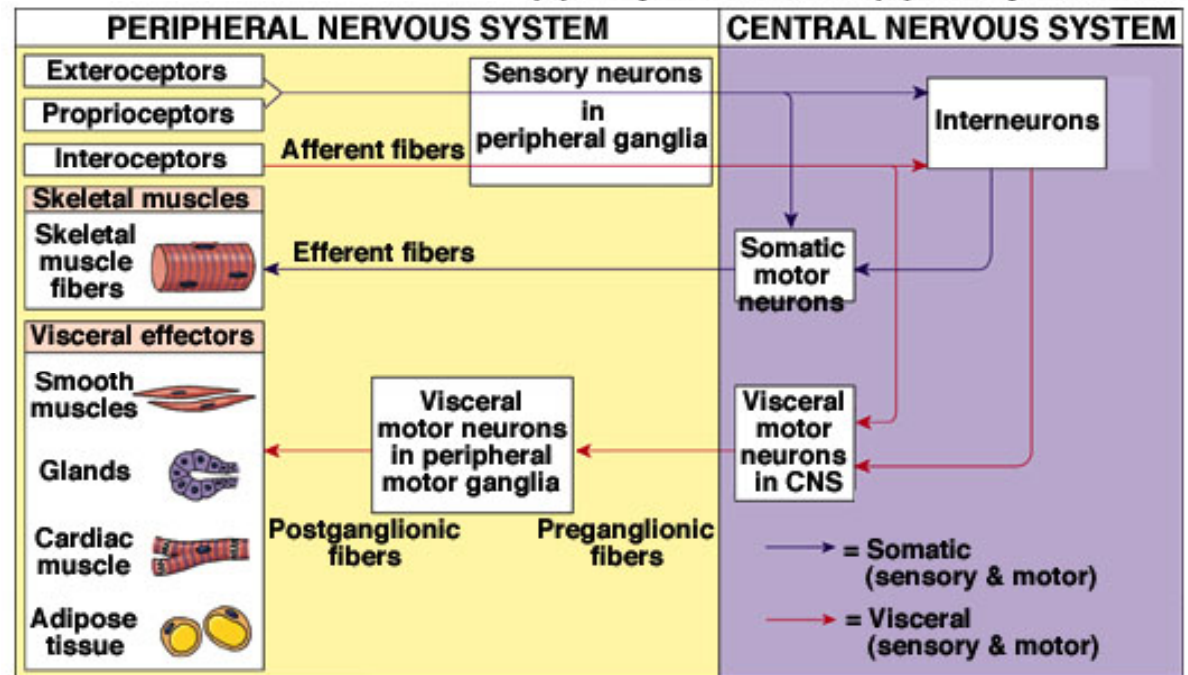 PERIPHERAL NERVOUS SYSTEM
CENTRAL NERVOUS SYSTEM
Exteroceptors
Proprioceptors
Interoceptors
Afferent fibers
Sensory neurons
in
peripheral ganglia
Interneurons
Skeletal muscles
Skeletal
muscle
fibers
Efferent fibers
Somatic
motor
neurons
Visceral effectors
Smooth
muscles
Glands
Cardiac
muscle
Adipose
tissue
Visceral
motor neurons
in peripheral
motor ganglia
Postganglionic
fibers
Preganglionic
fibers
Visceral
motor
neurons
in CNS
= Somatic
(sensory & motor)
= Visceral
(sensory & motor)